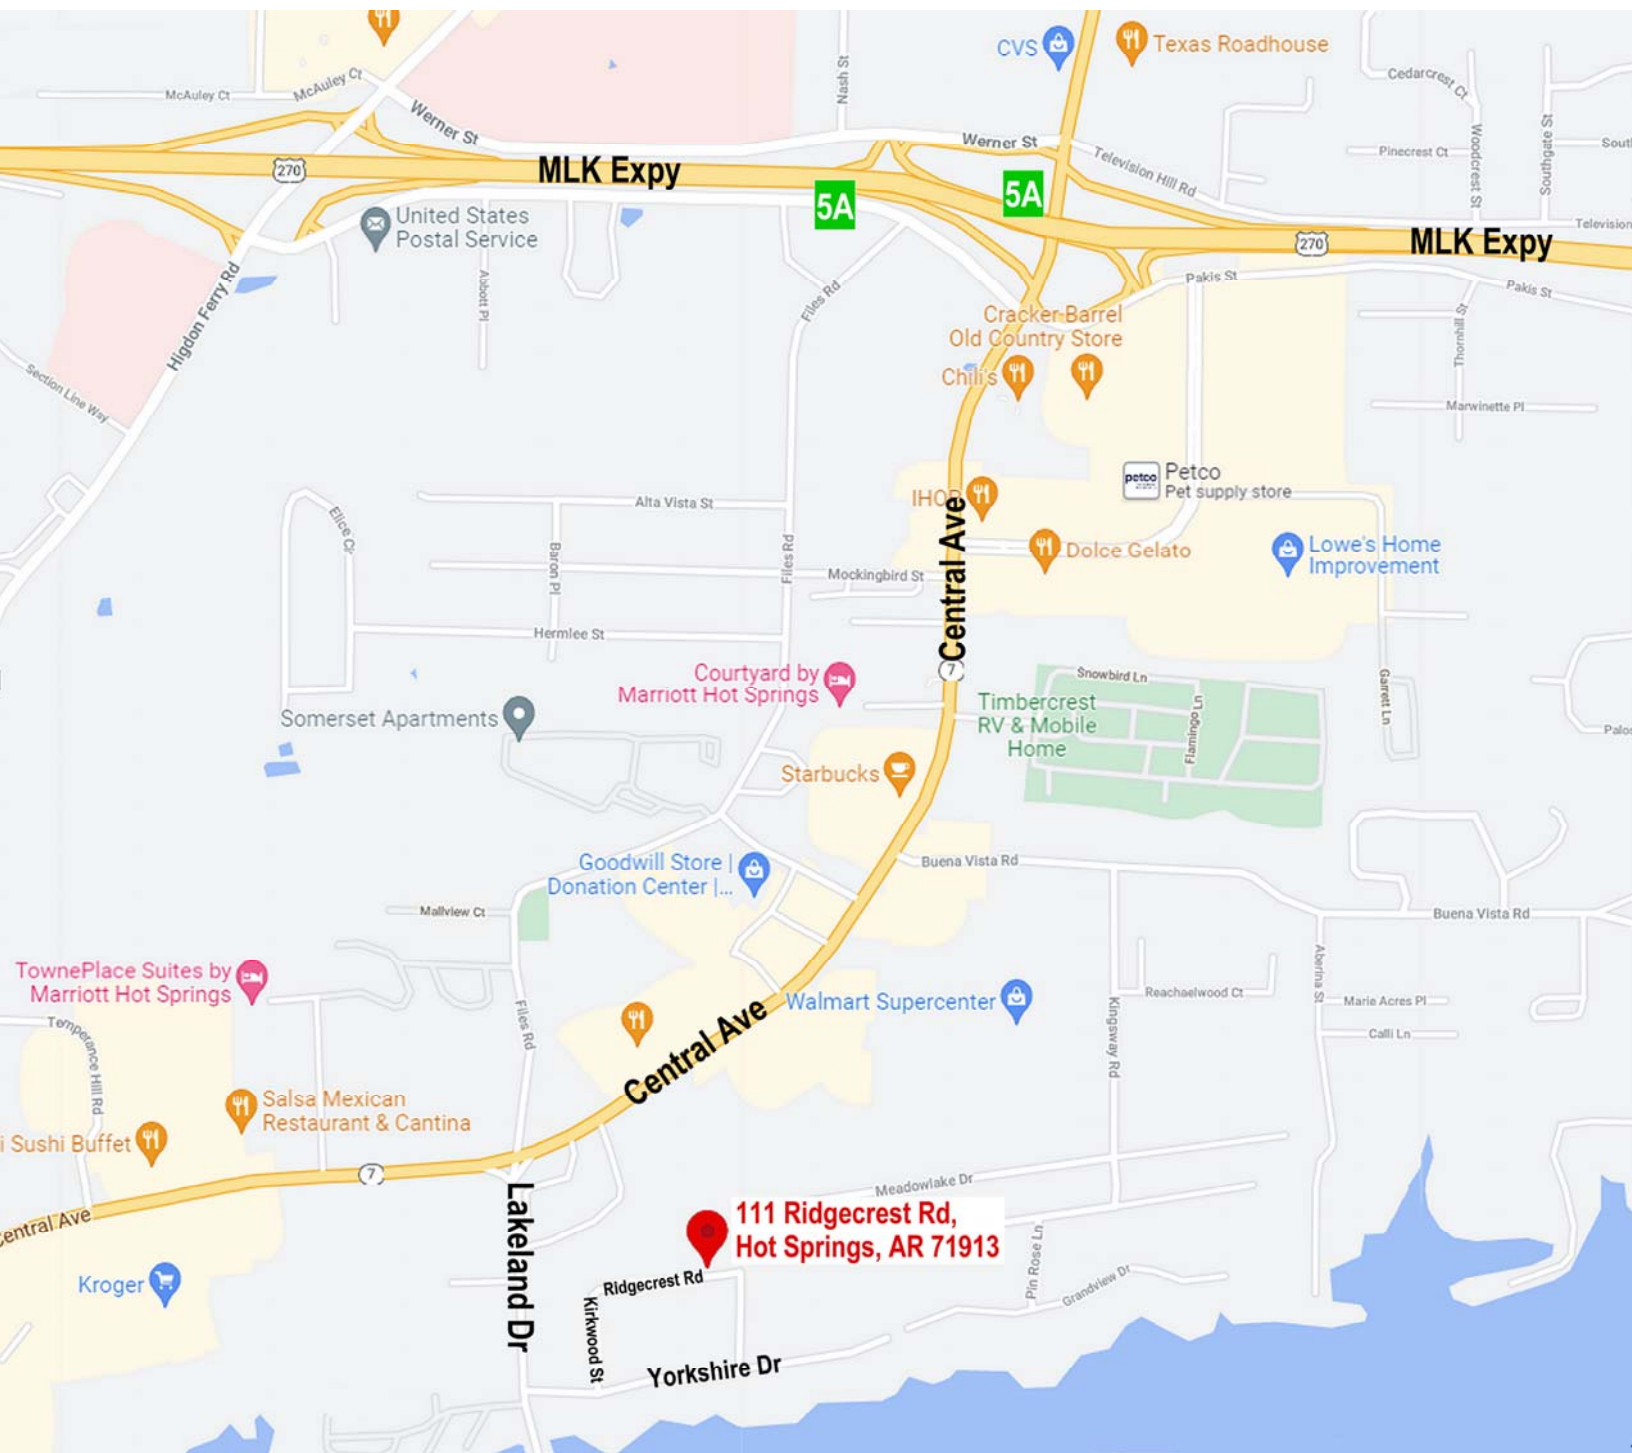 CVS
Texas Roadhouse
Nash St
McAuley Ct
McAuley Ct
Cedarcrest Ct
Werner St
Werner St
Woodcrest St
Southgate St
Pinecrest Ct
Television Hill Rd
270
MLK Expy
5A
5A
United States
Postal Service
Television
270
MLK Expy
Pakis St
Pakis St
Abbott Pl
Files Rd
Higdon Ferry Rd
Cracker Barrel
Old Country Store
Thornhill St
Chili's
Section Line Way
Marwinette Pl
petco
Petco
Pet supply store
IHOP
Alta Vista St
Elice Cir
Baron Pl
Files Rd
Central Ave
Dolce Gelato
Lowe's Home
Improvement
Mockingbird St
Hermlee St
Courtyard by
Marriott Hot Springs
7
Snowbird Ln
Garrett Ln
Timbercrest
RV & Mobile
Home
Flamingo Ln
Somerset Apartments
Starbucks
Goodwill Store |
Donation Center |...
Buena Vista Rd
Mallview Ct
Buena Vista Rd
TownePlace Suites by
Marriott Hot Springs
Walmart Supercenter
Reachaelwood Ct
Marie Acres Pl
Temperance Hill Rd
Files Rd
Kingsway Rd
Calli Ln
Central Ave
Salsa Mexican
Restaurant & Cantina
i Sushi Buffet
7
Meadowlake Dr
Central Ave
Lakeland Dr
111 Ridgecrest Rd,
Hot Springs, AR 71913
Pin Rose Ln
Kroger
Ridgecrest Rd
Grandview Dr
Kirkwood St
Yorkshire Dr